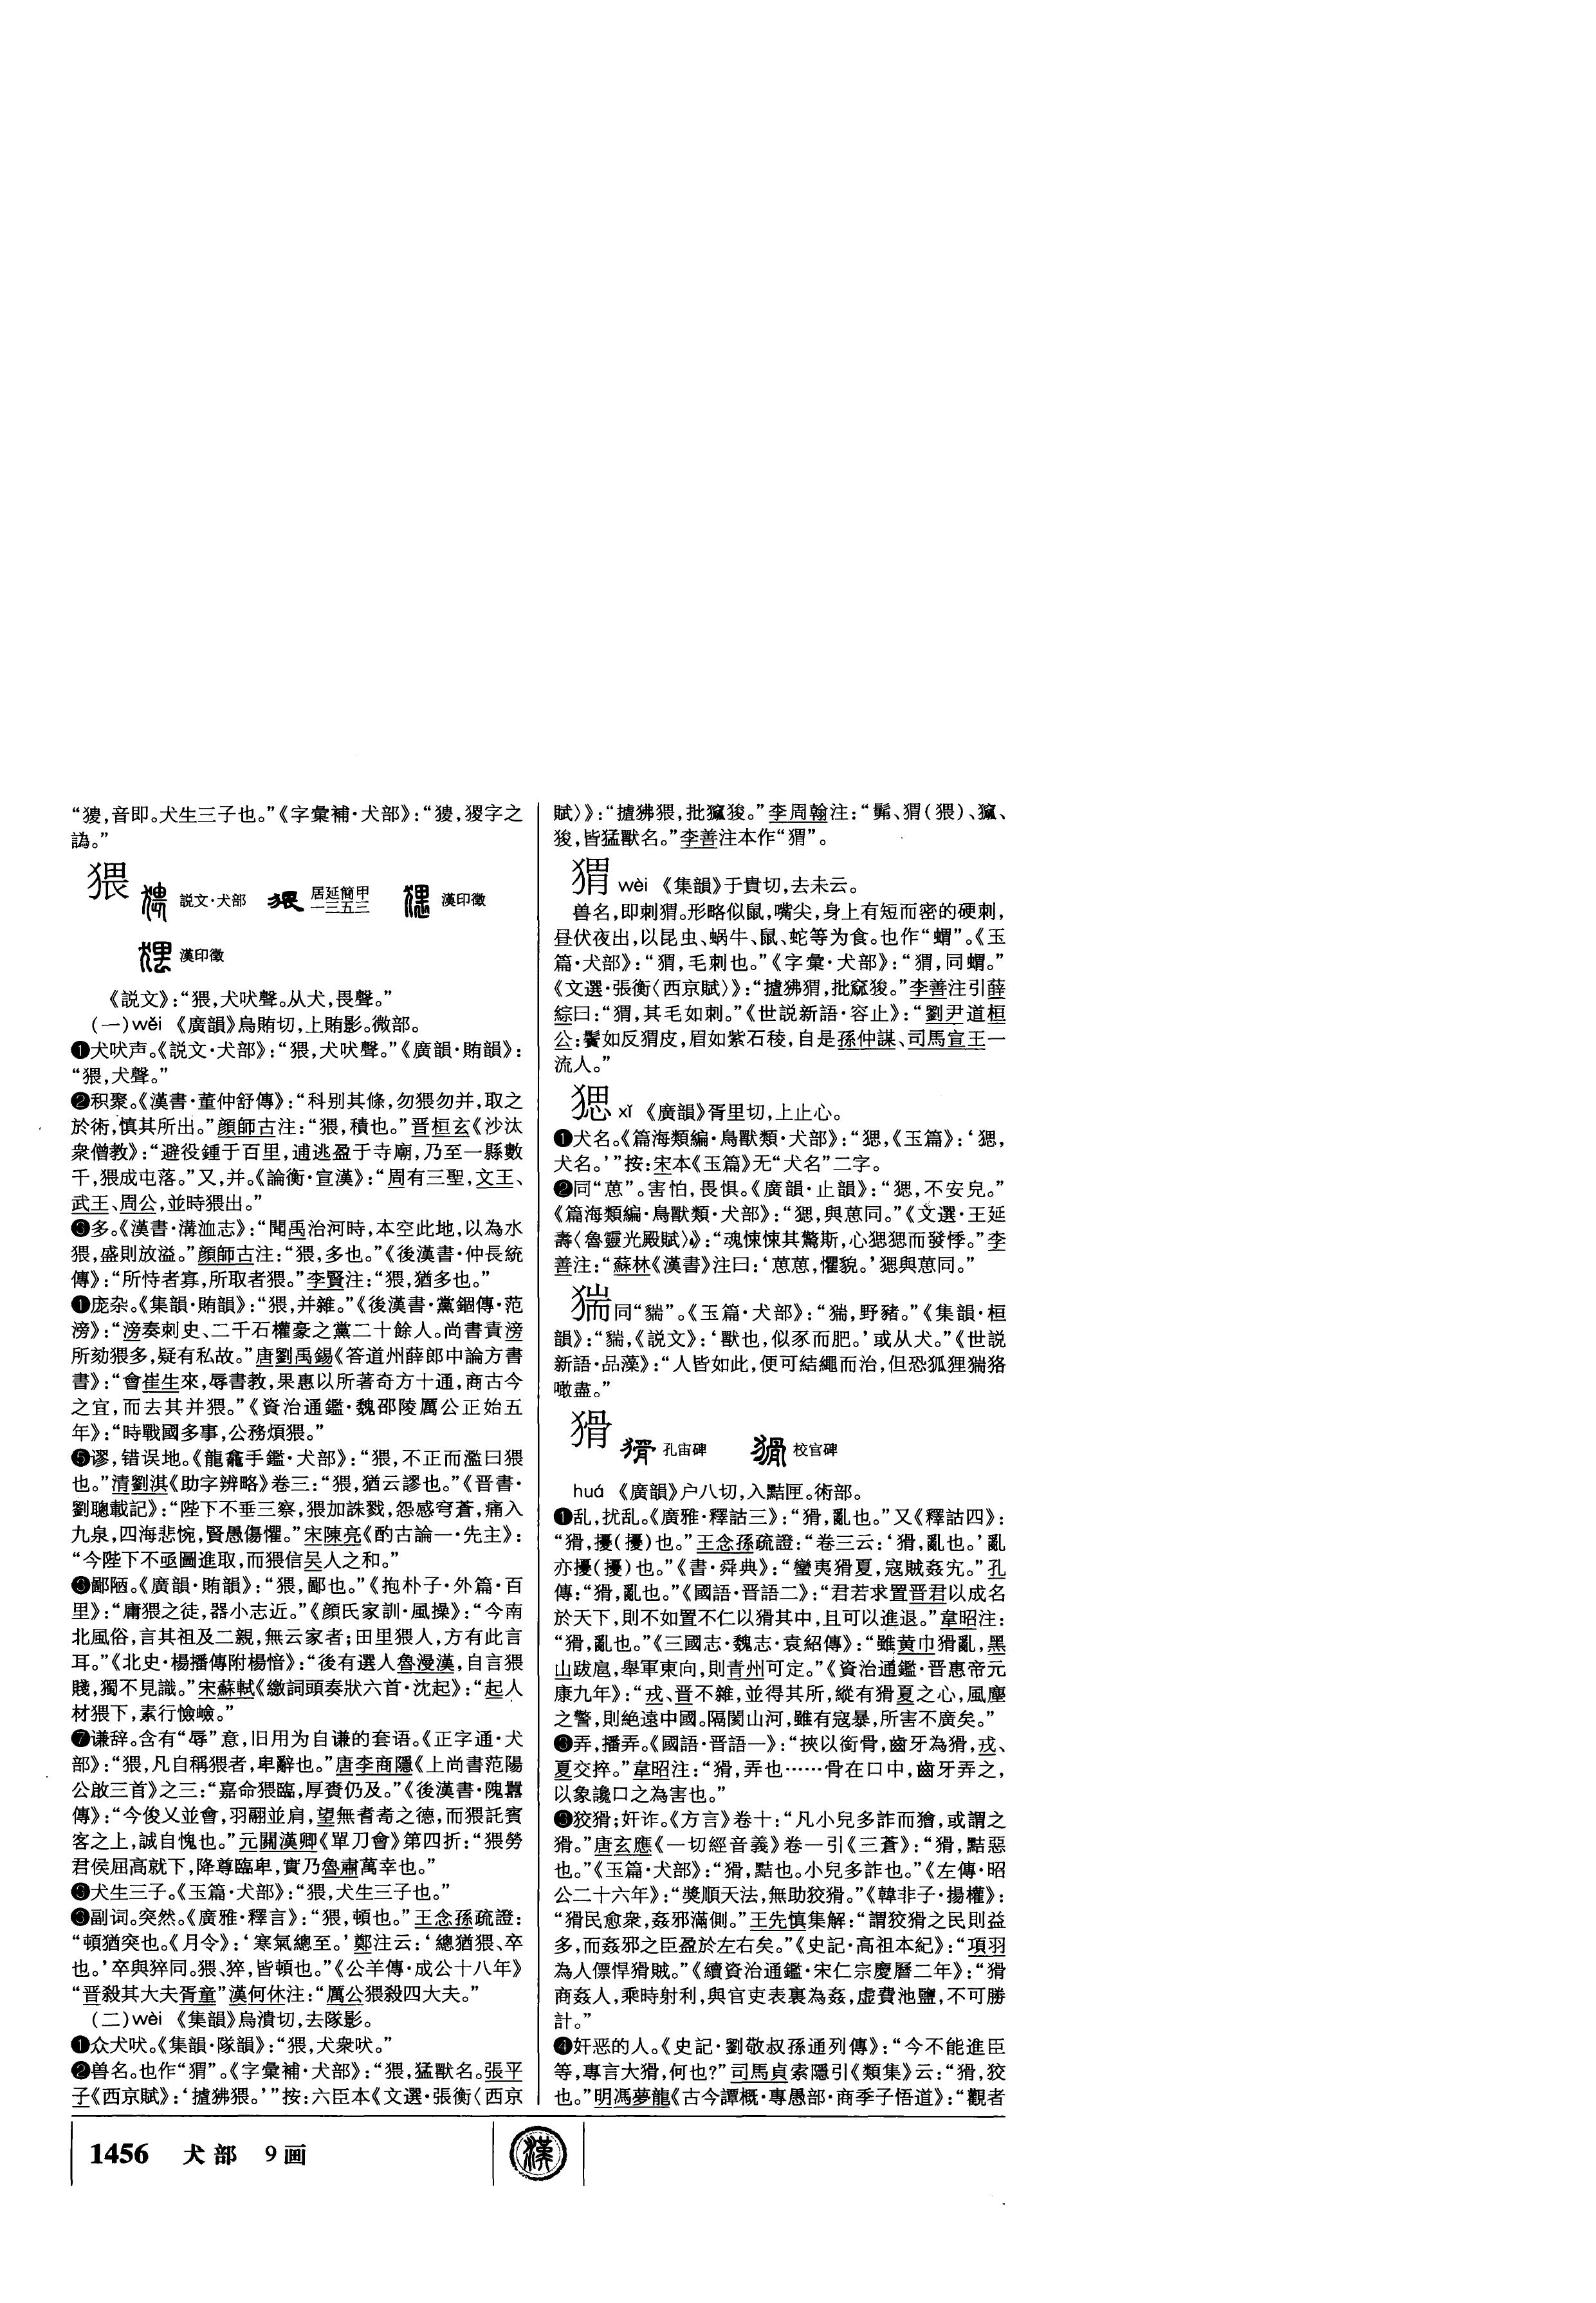 “㹿,音即。犬生三子也。”《字彙補·犬部》:“㹿,猰字之
譌。”
猥 説文·犬部 居延簡甲一三五三 漢印徵
漢印徵
《説文》:“猥,犬吠聲。从犬,畏聲。”
(一)wěi 《廣韻》烏賄切,上賄影。微部。
❶犬吠声。《説文·犬部》:“猥,犬吠聲。”《廣韻·賄韻》:
“猥,犬聲。”
❷积聚。《漢書·董仲舒傳》:“科别其條,勿猥勿并,取之
於術,慎其所出。”顔師古注:“猥,積也。”晋桓玄《沙汰
衆僧教》:“避役鍾于百里,逋逃盈于寺廟,乃至一縣數
千,猥成屯落。”又,并。《論衡·宣漢》:“周有三聖,文王、
武王、周公,並時猥出。”
❸多。《漢書·溝洫志》:“聞禹治河時,本空此地,以為水
猥,盛則放溢。”顔師古注:“猥,多也。”《後漢書·仲長統
傳》:“所恃者寡,所取者猥。”李賢注:“猥,猶多也。”
❹庞杂。《集韻·賄韻》:“猥,并雜。”《後漢書·黨錮傳·范
滂》:“滂奏刺史、二千石權豪之黨二十餘人。尚書責滂
所劾猥多,疑有私故。”唐劉禹錫《答道州薛郎中論方書
書》:“會崔生來,辱書教,果惠以所著奇方十通,商古今
之宜,而去其并猥。”《資治通鑑·魏邵陵厲公正始五
年》:“時戰國多事,公務煩猥。”
❺谬,错误地。《龍龕手鑑·犬部》:“猥,不正而濫曰猥
也。”清劉淇《助字辨略》卷三:“猥,猶云謬也。”《晋書·
劉聰載記》:“陛下不垂三察,猥加誅戮,怨感穹蒼,痛入
九泉,四海悲惋,賢愚傷懼。”宋陳亮《酌古論一·先主》:
“今陛下不亟圖進取,而猥信吴人之和。”
❻鄙陋。《廣韻·賄韻》:“猥,鄙也。”《抱朴子·外篇·百
里》:“庸猥之徒,器小志近。”《顔氏家訓·風操》:“今南
北風俗,言其祖及二親,無云家者;田里猥人,方有此言
耳。”《北史·楊播傳附楊愔》:“後有選人魯漫漢,自言猥
賤,獨不見識。”宋蘇軾《繳詞頭奏狀六首·沈起》:“起人
材猥下,素行憸嶮。”
❼谦辞。含有“辱”意,旧用为自谦的套语。《正字通·犬
部》:“猥,凡自稱猥者,卑辭也。”唐李商隱《上尚書范陽
公啟三首》之三:“嘉命猥臨,厚賚仍及。”《後漢書·隗囂
傳》:“今俊乂並會,羽翮並肩,望無耆耇之德,而猥託賓
客之上,誠自愧也。”元關漢卿《單刀會》第四折:“猥勞
君侯屈高就下,降尊臨卑,實乃魯肅萬幸也。”
❽犬生三子。《玉篇·犬部》:“猥,犬生三子也。”
❾副词。突然。《廣雅·釋言》:“猥,頓也。”王念孫疏證:
“頓猶突也。《月令》:‘寒氣總至。’鄭注云:‘總猶猥、卒
也。’卒與猝同。猥、猝,皆頓也。”《公羊傳·成公十八年》
“晋殺其大夫胥童”漢何休注:“厲公猥殺四大夫。”
(二)wèi 《集韻》烏潰切,去隊影。
❶众犬吠。《集韻·隊韻》:“猥,犬衆吠。”
❷兽名。也作“猬”。《字彙補·犬部》:“猥,猛獸名。張平
子《西京賦》:‘摣狒猥。’”按:六臣本《文選·張衡〈西京
賦〉》:“摣狒猥,批窳狻。”李周翰注:“髴、猬(猥)、窳、
狻,皆猛獸名。”李善注本作“猬”。
猬 wèi 《集韻》于貴切,去未云。
兽名,即刺猬。形略似鼠,嘴尖,身上有短而密的硬刺,
昼伏夜出,以昆虫、蜗牛、鼠、蛇等为食。也作“蝟”。《玉
篇·犬部》:“猬,毛刺也。”《字彙·犬部》:“猬,同蝟。”
《文選·張衡〈西京賦〉》:“摣狒猬,批窳狻。”李善注引薛
綜曰:“猬,其毛如刺。”《世説新語·容止》:“劉尹道桓
公:鬢如反猬皮,眉如紫石稜,自是孫仲謀、司馬宣王一
流人。”
猤 xǐ 《廣韻》胥里切,上止心。
❶犬名。《篇海類編·鳥獸類·犬部》:“㹷,《玉篇》:‘㹷,
犬名。’”按:宋本《玉篇》无“犬名”二字。
❷同“葸”。害怕,畏惧。《廣韻·止韻》:“㹷,不安皃。”
《篇海類編·鳥獸類·犬部》:“㹷,與葸同。”《文選·王延
壽〈魯靈光殿賦〉》:“魂悚悚其驚斯,心㹷㹷而發悸。”李
善注:“蘇林《漢書》注曰:‘葸葸,懼貌。’㹷與葸同。”
猯 同“貒”。《玉篇·犬部》:“猯,野豬。”《集韻·桓
韻》:“貒,《説文》:‘獸也,似豕而肥。’或从犬。”《世説
新語·品藻》:“人皆如此,便可結繩而治,但恐狐狸猯狢
噉盡。”
猾 孔宙碑 校官碑
huá 《廣韻》户八切,入黠匣。術部。
❶乱,扰乱。《廣雅·釋詁三》:“猾,亂也。”又《釋詁四》:
“猾,擾(擾)也。”王念孫疏證:“卷三云:‘猾,亂也。’亂
亦擾(擾)也。”《書·舜典》:“蠻夷猾夏,寇賊姦宄。”孔
傳:“猾,亂也。”《國語·晋語二》:“君若求置晋君以成名
於天下,則不如置不仁以猾其中,且可以進退。”韋昭注:
“猾,亂也。”《三國志·魏志·袁紹傳》:“雖黄巾猾亂,黑
山跋扈,舉軍東向,則青州可定。”《資治通鑑·晋惠帝元
康九年》:“戎、晋不雜,並得其所,縱有猾夏之心,風塵
之警,則絶遠中國。隔閡山河,雖有寇暴,所害不廣矣。”
❷弄,播弄。《國語·晋語一》:“挾以銜骨,齒牙為猾,戎、
夏交捽。”韋昭注:“猾,弄也……骨在口中,齒牙弄之,
以象讒口之為害也。”
❸狡猾;奸诈。《方言》卷十:“凡小兒多詐而獪,或謂之
猾。”唐玄應《一切經音義》卷一引《三蒼》:“猾,黠惡
也。”《玉篇·犬部》:“猾,黠也。小兒多詐也。”《左傳·昭
公二十六年》:“奬順天法,無助狡猾。”《韓非子·揚權》:
“猾民愈衆,姦邪滿側。”王先慎集解:“謂狡猾之民則益
多,而姦邪之臣盈於左右矣。”《史記·高祖本紀》:“項羽
為人僄悍猾賊。”《續資治通鑑·宋仁宗慶曆二年》:“猾
商姦人,乘時射利,與官吏表裏為姦,虚費池鹽,不可勝
計。”
❹奸恶的人。《史記·劉敬叔孫通列傳》:“今不能進臣
等,專言大猾,何也?”司馬貞索隱引《類集》云:“猾,狡
也。”明馮夢龍《古今譚概·專愚部·商季子悟道》:“觀者
1456 犬部 9画
漢